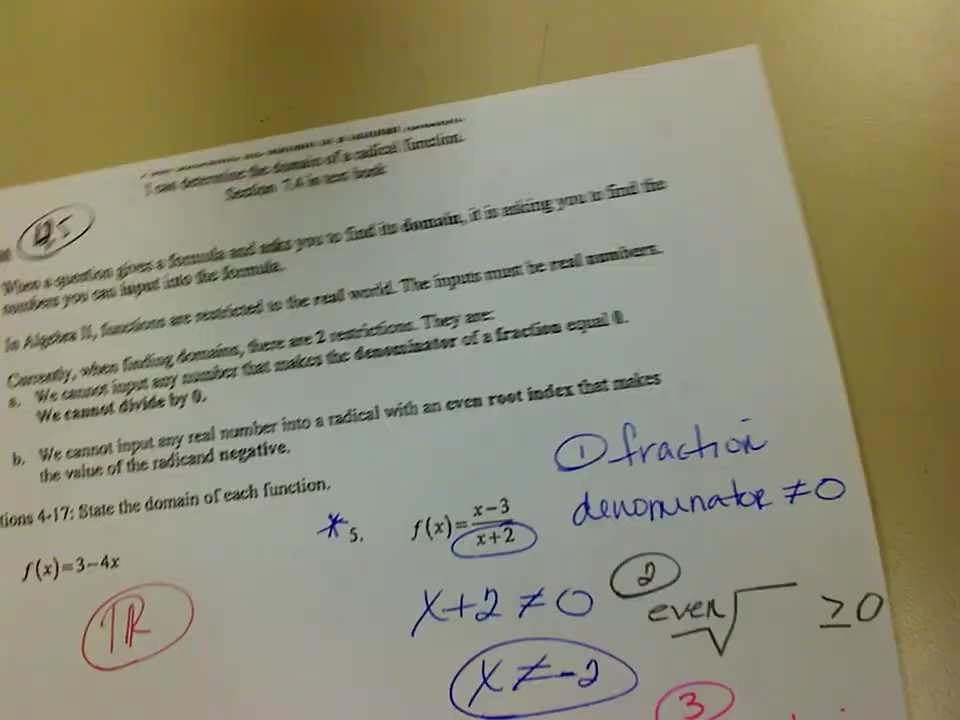 I can determine the domain of a radical function.
Section 7.4 in text book
When a question gives a formula and asks you to find its domain, it is asking you to find the
numbers you can input into the formula.
In Algebra II, functions are restricted to the real world. The inputs must be real numbers.
Currently, when finding domains, there are 2 restrictions. They are:
a. We cannot input any number that makes the denominator of a fraction equal 0.
We cannot divide by 0.
b. We cannot input any real number into a radical with an even root index that makes
the value of the radicand negative.
① fraction
denominator ≠ 0
tions 4-17: State the domain of each function.
f(x)=3-4x
* 5. f(x)=x-3/x+2
ℝ
x+2 ≠ 0
x ≠ -2
② even√ ≥0
3